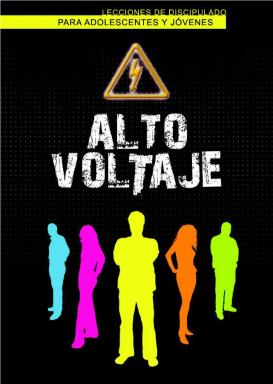 LECCIONES DE DISCIPULADO
PARA ADOLESCENTES Y JÓVENES
ALTO
VOLTAJE